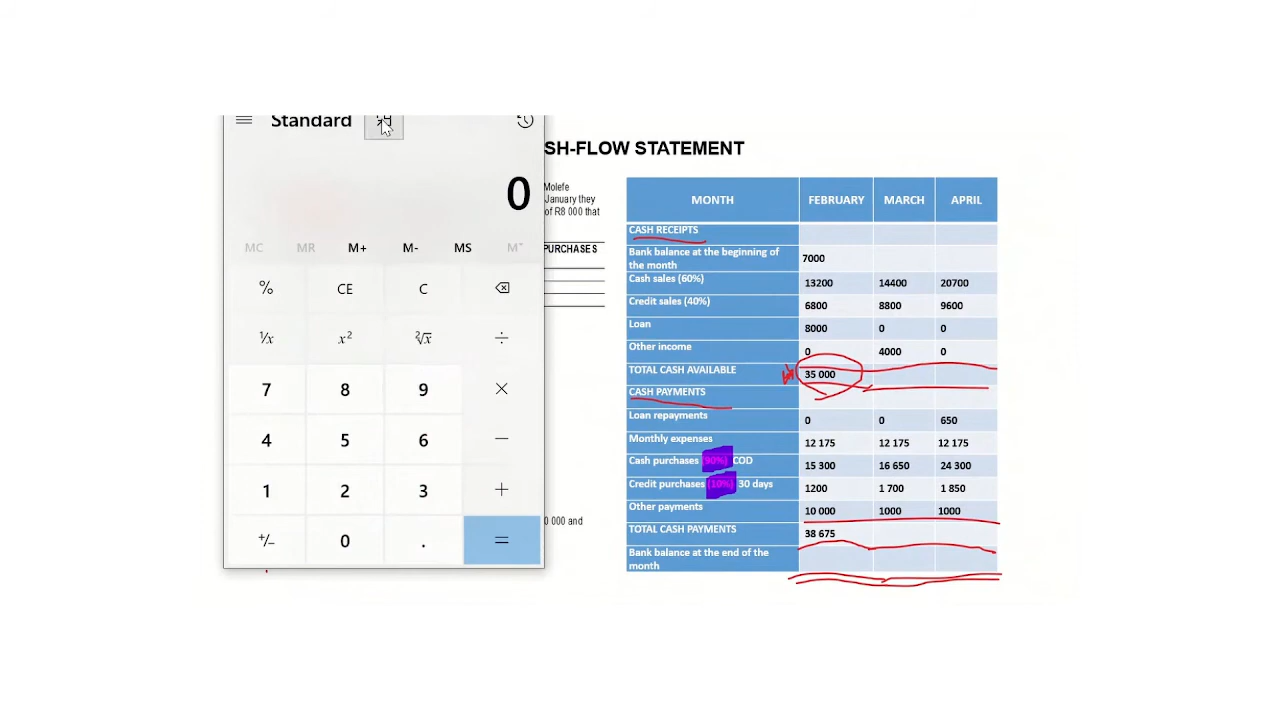 Standard
0
MC MR M+ M- MS
% CE C
÷
7 8 9 ×
4 5 6 −
1 2 3 +
+/- 0 . =
SH-FLOW STATEMENT
Molefe
January they
of R8 000 that
PURCHASES
0 000 and
MONTH FEBRUARY MARCH APRIL
CASH RECEIPTS
Bank balance at the beginning of the month 7000
Cash sales (60%) 13200 14400 20700
Credit sales (40%) 6800 8800 9600
Loan 8000 0 0
Other income 0 4000 0
TOTAL CASH AVAILABLE 35 000
CASH PAYMENTS
Loan repayments 0 0 650
Monthly expenses 12 175 12 175 12 175
Cash purchases (90%) COD 15 300 16 650 24 300
Credit purchases (10%) 30 days 1200 1 700 1 850
Other payments 10 000 1000 1000
TOTAL CASH PAYMENTS 38 675
Bank balance at the end of the month